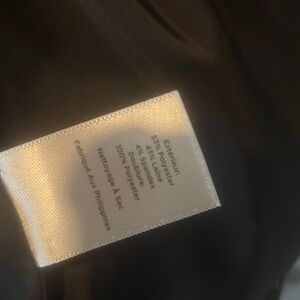 Extérieur:
53% Polyester
43% Laine
4% Spandex
Doublure:
100% Polyester
Nettoyage À Sec
Fabriqué Aux Philippines